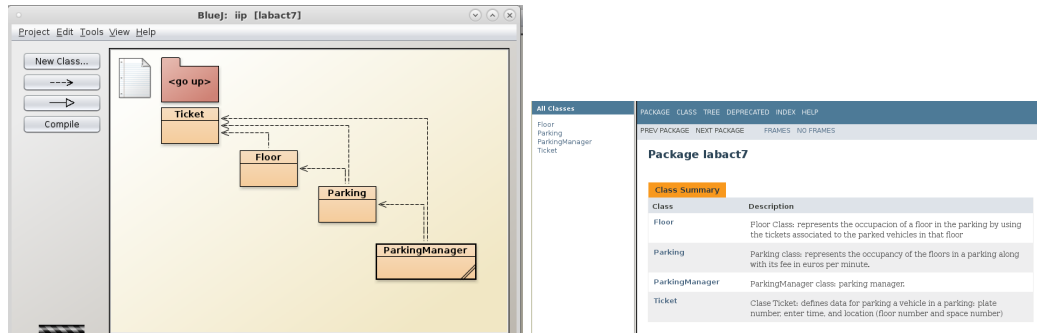 BlueJ: iip [labact7]
Project Edit Tools View Help
New Class...
Compile
<go up>
Ticket
Floor
Parking
ParkingManager
All Classes
Floor
Parking
ParkingManager
Ticket
PACKAGE CLASS TREE DEPRECATED INDEX HELP
PREV PACKAGE NEXT PACKAGE FRAMES NO FRAMES
Package labact7
Class Summary
Class Description
Floor Floor Class: represents the occupacion of a floor in the parking by using
the tickets associated to the parked vehicles in that floor
Parking Parking class: represents the occupancy of the floors in a parking along
with its fee in euros per minute.
ParkingManager ParkingManager class: parking manager.
Ticket Clase Ticket: defines data for parking a vehicle in a parking: plate
number, enter time, and location (floor number and space number)